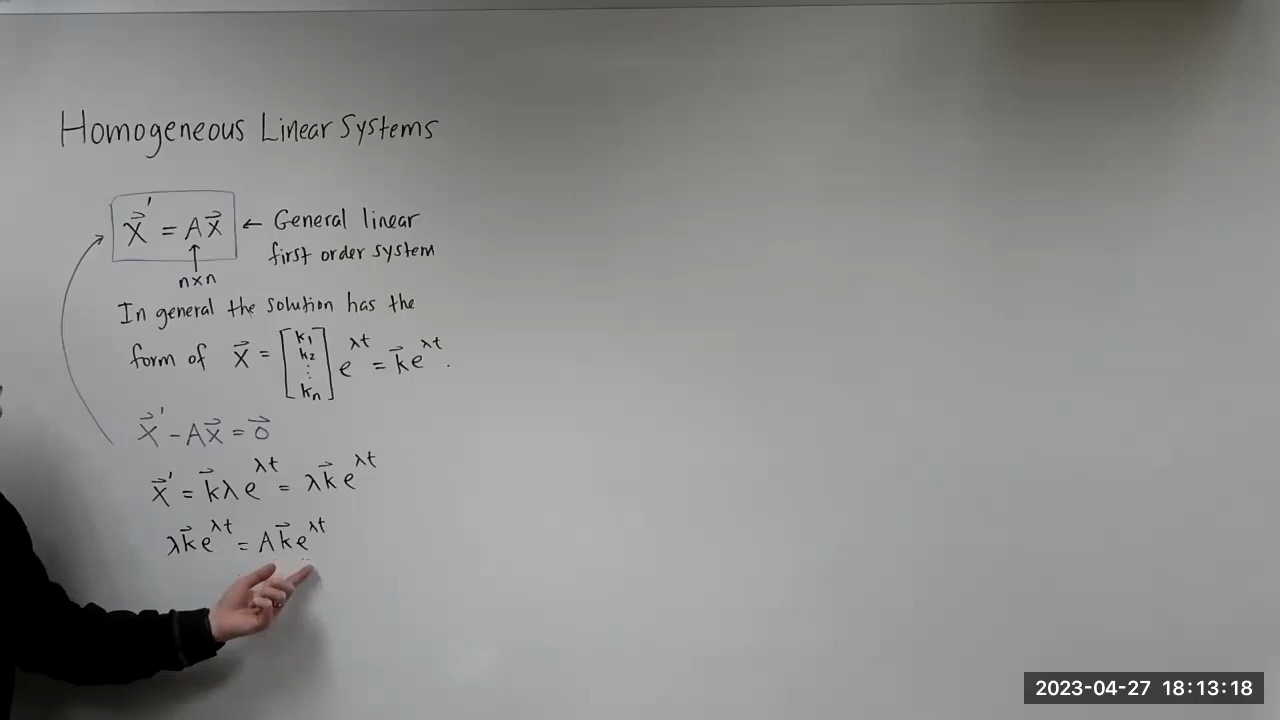 Homogeneous Linear Systems
x⃗' = Ax⃗ ← General linear
first order system
↑
n×n
In general the solution has the
form of x⃗ = [k₁ k₂ ⋮ kₙ] e^λt = k⃗e^λt.
x⃗' - Ax⃗ = 0⃗
x⃗' = k⃗λe^λt = λk⃗e^λt
λk⃗e^λt = Ak⃗e^λt
2023-04-27 18:13:18